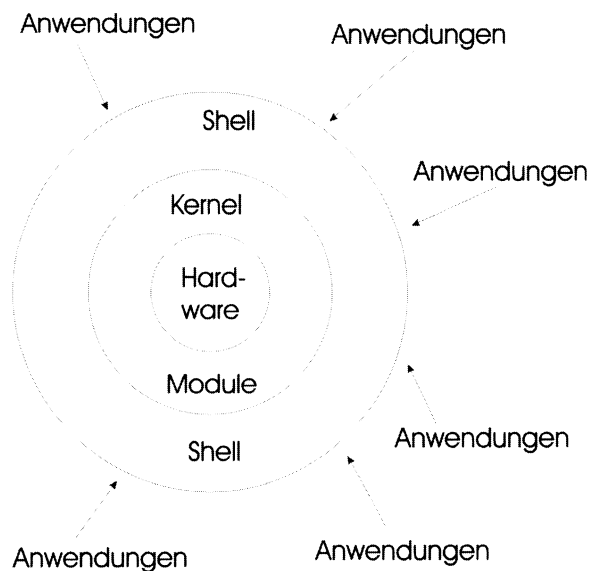 Anwendungen
Anwendungen
Shell
Anwendungen
Kernel
Hard-
ware
Module
Anwendungen
Shell
Anwendungen
Anwendungen